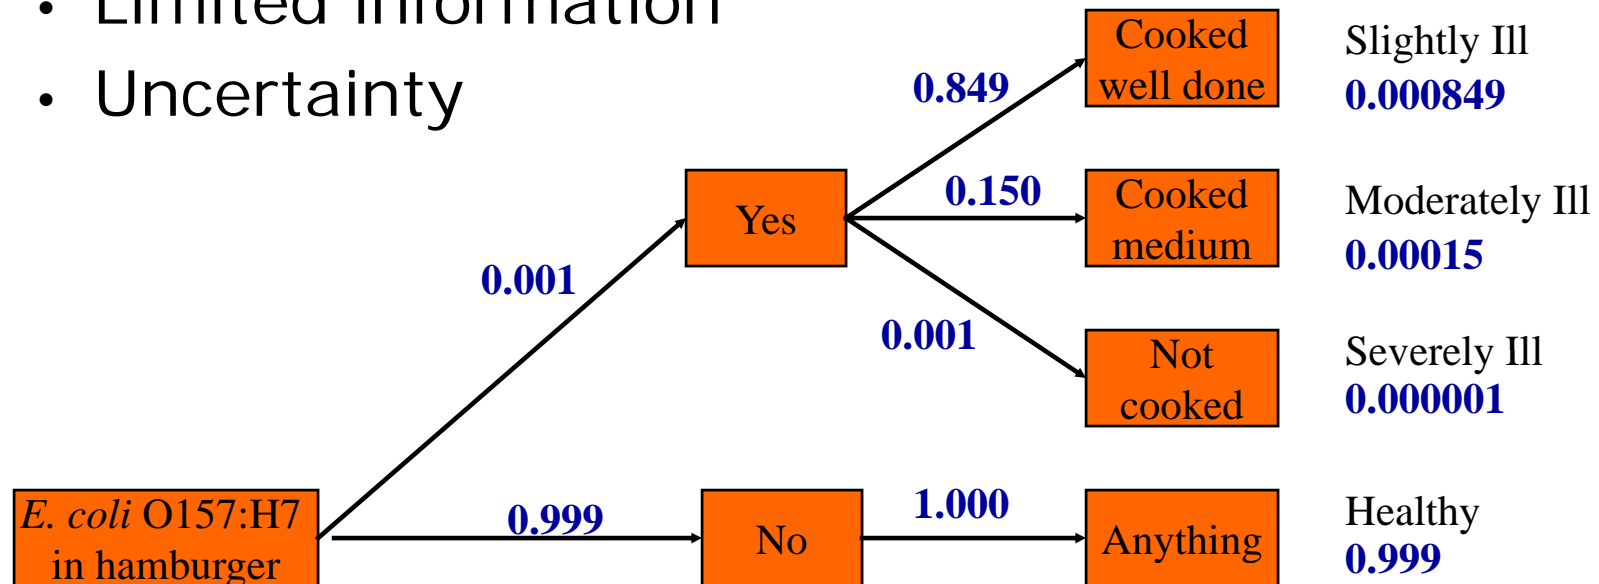 • Limited Information
• Uncertainty
0.849
Cooked
well done
Slightly Ill
0.000849
Yes
0.150
Cooked
medium
Moderately Ill
0.00015
0.001
0.001
Not
cooked
Severely Ill
0.000001
E. coli O157:H7
in hamburger
0.999
No
1.000
Anything
Healthy
0.999